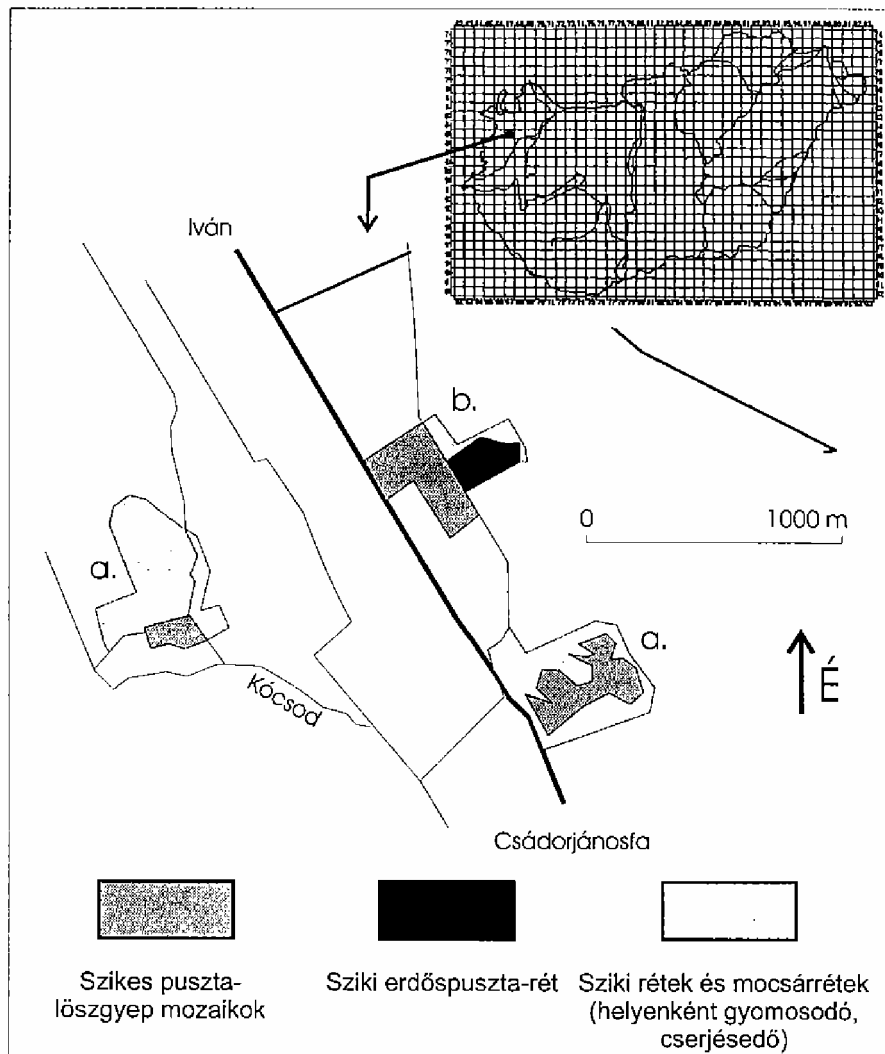 Iván
b.
0 1000 m
a.
a.
É
Kócsod
Csádorjánosfa
Szikes puszta-
löszgyep mozaikok
Sziki erdőspuszta-rét
Sziki rétek és mocsárrétek
(helyenként gyomosodó,
cserjésedő)